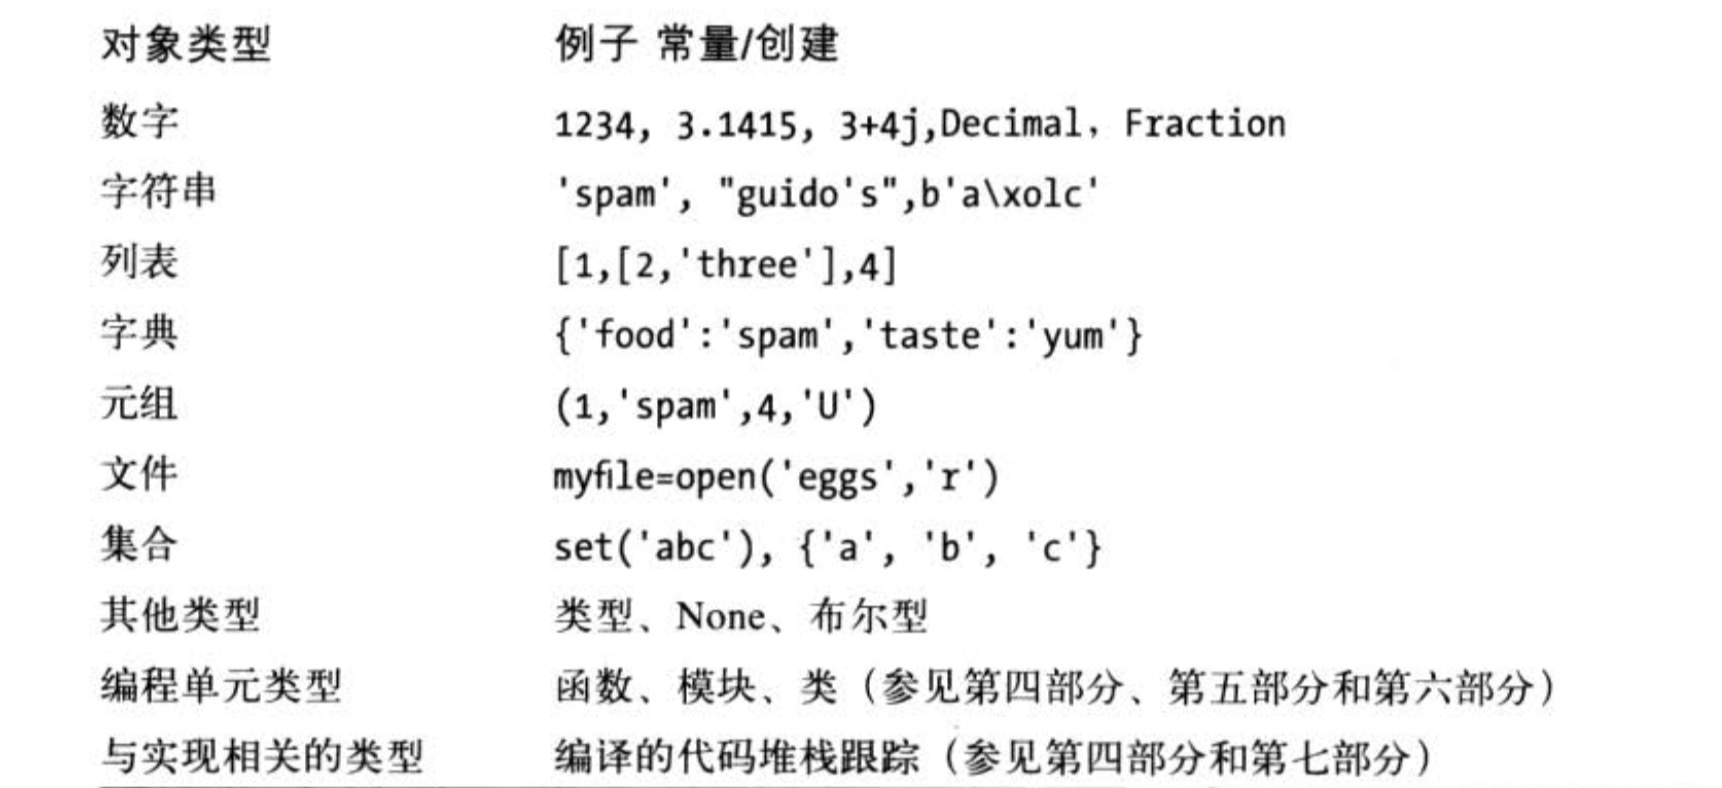 对象类型 例子 常量/创建
数字 1234, 3.1415, 3+4j,Decimal, Fraction
字符串 'spam', "guido's",b'a\xolc'
列表 [1,[2,'three'],4]
字典 {'food':'spam','taste':'yum'}
元组 (1,'spam',4,'U')
文件 myfile=open('eggs','r')
集合 set('abc'), {'a', 'b', 'c'}
其他类型 类型、None、布尔型
编程单元类型 函数、模块、类（参见第四部分、第五部分和第六部分）
与实现相关的类型 编译的代码堆栈跟踪（参见第四部分和第七部分）